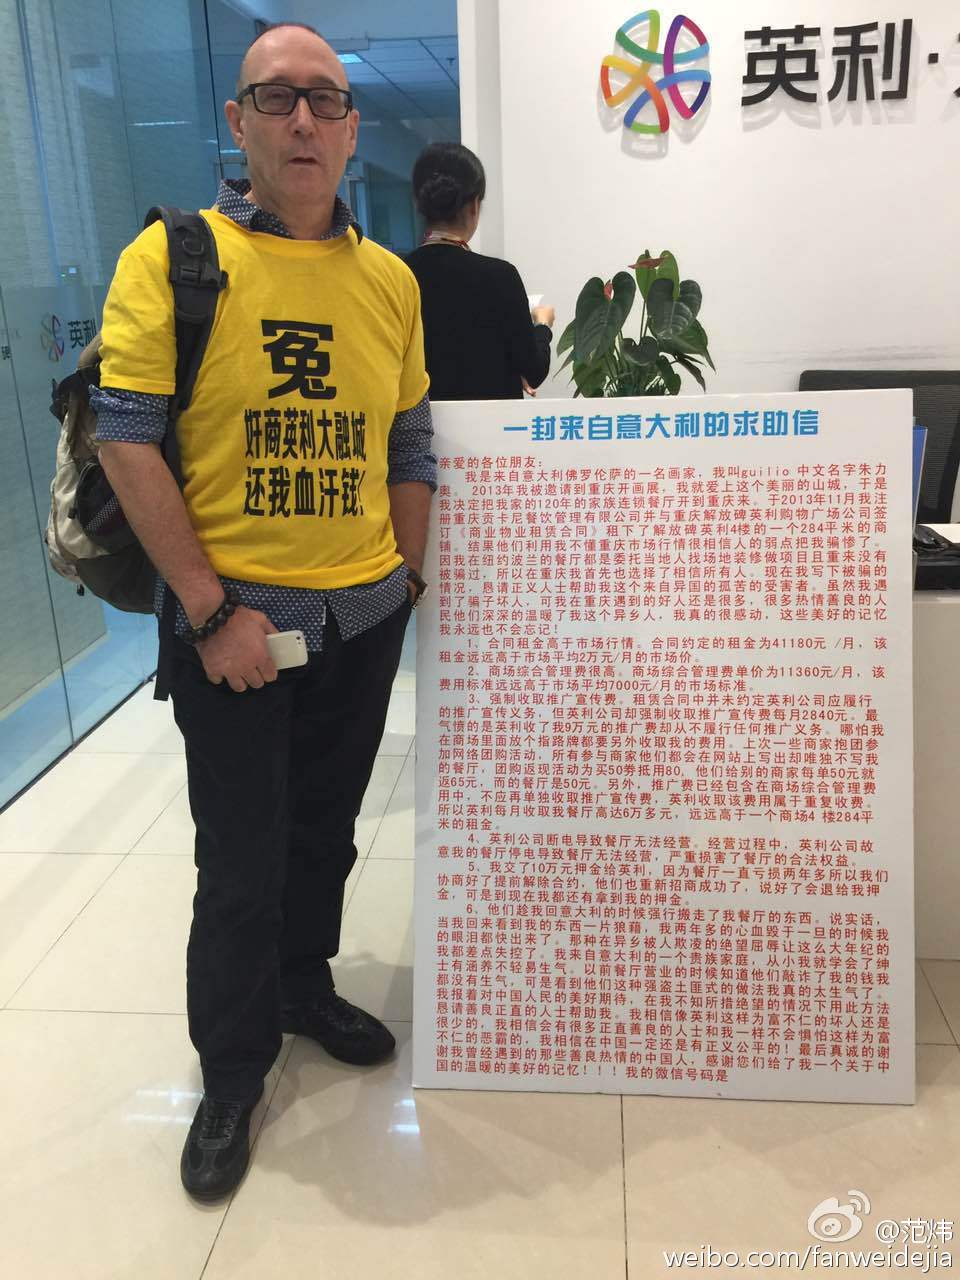 英利·
英利
冤
奸商英利大融城
还我血汗钱!
一封来自意大利的求助信
亲爱的各位朋友:
我是来自意大利佛罗伦萨的一名画家,我叫guilio 中文名字朱力
奥。2013年我被邀请到重庆开画展,我就爱上这个美丽的山城,于是
我决定把我家的120年的家族连锁餐厅开到重庆来。于2013年11月我注
册重庆贡卡尼餐饮管理有限公司并与重庆解放碑英利购物广场公司签
订《商业物业租赁合同》租下了解放碑英利4楼的一个284平米的商
铺。结果他们利用我不懂重庆市场行情很相信人的弱点把我骗惨了。
因我在纽约波兰的餐厅都是委托当地人找场地装修做项目且重来没有
被骗过,所以在重庆我首先也选择了相信所有人。现在我写下被骗的
情况,恳请正义人士帮助我这个来自异国的孤苦的受害者。虽然我遇
到了骗子坏人,可我在重庆遇到的好人还是很多,很多热情善良的人
民他们深深的温暖了我这个异乡人,我真的很感动,这些美好的记忆
我永远也不会忘记!
1、合同租金高于市场行情。合同约定的租金为41180元 /月,该
租金远远高于市场平均2万元/月的市场价。
2、商场综合管理费很高。商场综合管理费单价为11360元/月,该
费用标准远远高于市场平均7000元/月的市场标准。
3、强制收取推广宣传费。租赁合同中并未约定英利公司应履行
的推广宣传义务,但英利公司却强制收取推广宣传费每月2840元。最
气愤的是英利收了我9万元的推广费却从不履行任何推广义务。哪怕我
在商场里面放个指路牌都要另外收取我的费用。上次一些商家抱团参
加网络团购活动,所有参与商家他们都会在网站上写出却唯独不写我
的餐厅,团购返现活动为买50劵抵用80,他们给别的商家每单50元就
返65元,而的餐厅是50元。另外,推广费已经包含在商场综合管理费
用中,不应再单独收取推广宣传费,英利收取该费用属于重复收费。
所以英利每月收取我餐厅高达6万多元,远远高于一个商场4 楼284平
米的租金。
4、英利公司断电导致餐厅无法经营。经营过程中,英利公司故
意我的餐厅停电导致餐厅无法经营,严重损害了餐厅的合法权益。
5、我交了10万元押金给英利,因为餐厅一直亏损两年多所以我们
协商好了提前解除合约,他们也重新招商成功了,说好了会退给我押
金,可是到现在我都还有拿到我的押金。
6、他们趁我回意大利的时候强行搬走了我餐厅的东西。说实话,
当我回来看到我的东西一片狼藉,我两年多的心血毁于一旦的时候我
的眼泪都快出来了。那种在异乡被人欺凌的绝望屈辱让这么大年纪的
我都差点失控了。我来自意大利的一个贵族家庭,从小我就学会了绅
士有涵养不轻易生气。以前餐厅营业的时候知道他们敲诈了我的钱我
都没有生气,可是看到他们这种强盗土匪式的做法我真的太生气了。
我报着对中国人民的美好期待,在我不知所措绝望的情况下用此方法
恳请善良正直的人士帮助我。我相信像英利这样为富不仁的坏人还是
很少的,我相信会有很多正直善良的人士和我一样不会惧怕这样为富
不仁的恶霸的,我相信在中国一定还是有正义公平的!最后真诚的谢
谢我曾经遇到的那些善良热情的中国人,感谢您们给了我一个关于中
国的温暖的美好的记忆!!!我的微信号码是
@范炜
weibo.com/fanweidejia